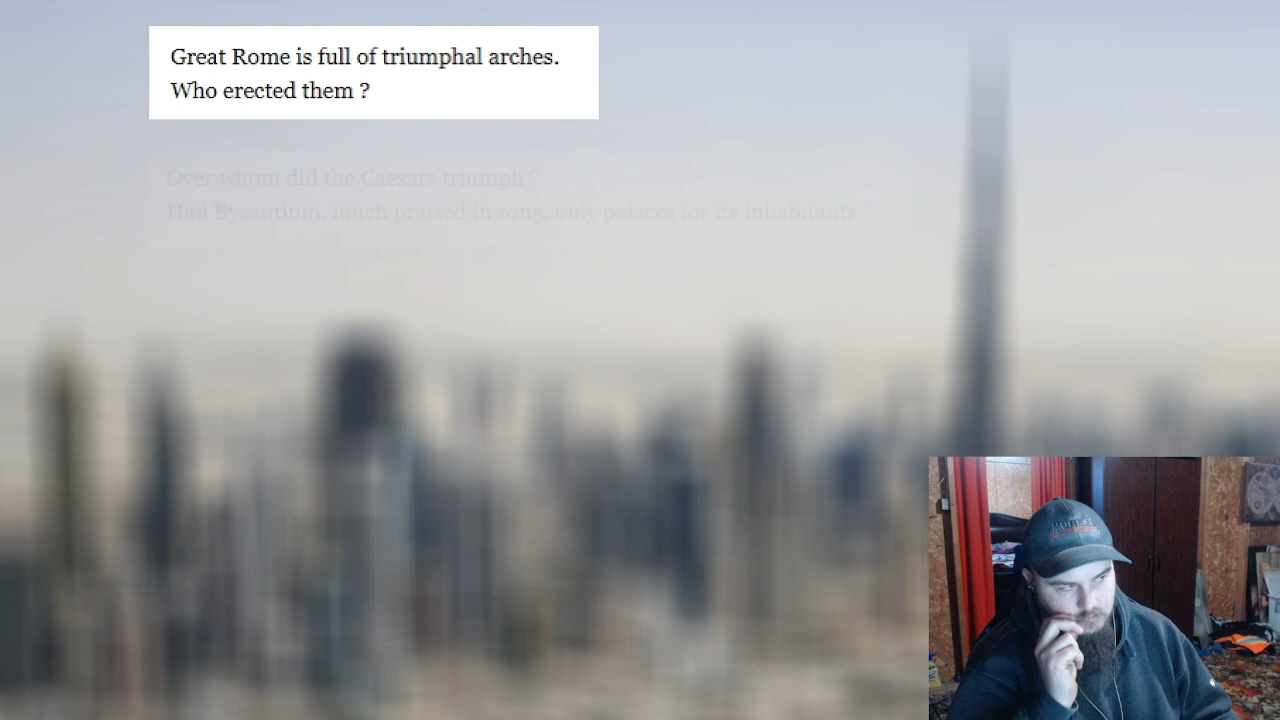 Great Rome is full of triumphal arches.
Who erected them ?
Over whom did the Caesars triumph ?
Had Byzantium, much praised in song, only palaces for its inhabitants ?